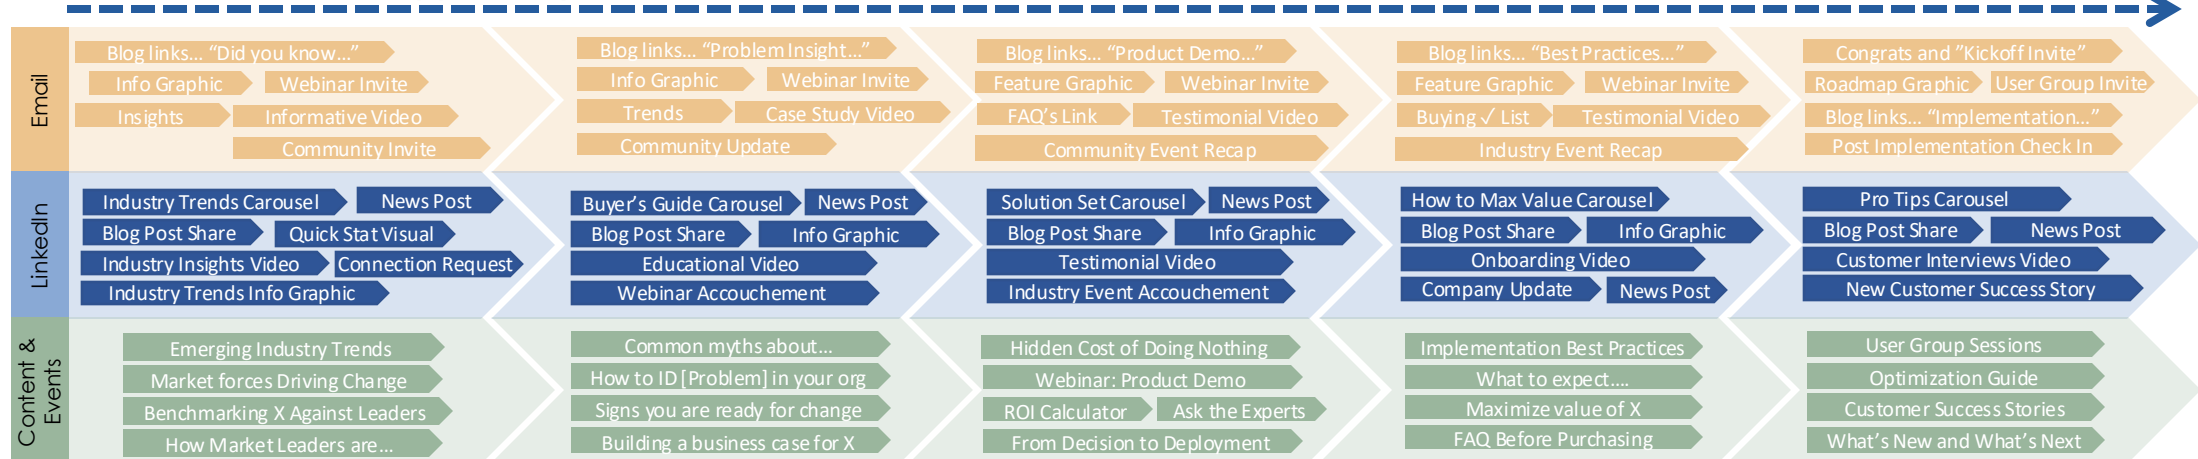 Email
Blog links... “Did you know...”
Info Graphic
Webinar Invite
Insights
Informative Video
Community Invite
Blog links... “Problem Insight...”
Info Graphic
Webinar Invite
Trends
Case Study Video
Community Update
Blog links... “Product Demo...”
Feature Graphic
Webinar Invite
FAQ’s Link
Testimonial Video
Community Event Recap
Blog links... “Best Practices...”
Feature Graphic
Webinar Invite
Buying ✓ List
Testimonial Video
Industry Event Recap
Congrats and ”Kickoff Invite”
Roadmap Graphic
User Group Invite
Blog links... “Implementation...”
Post Implementation Check In
LinkedIn
Industry Trends Carousel
News Post
Blog Post Share
Quick Stat Visual
Industry Insights Video
Connection Request
Industry Trends Info Graphic
Buyer’s Guide Carousel
News Post
Blog Post Share
Info Graphic
Educational Video
Webinar Accouchement
Solution Set Carousel
News Post
Blog Post Share
Info Graphic
Testimonial Video
Industry Event Accouchement
How to Max Value Carousel
Blog Post Share
Info Graphic
Onboarding Video
Company Update
News Post
Pro Tips Carousel
Blog Post Share
News Post
Customer Interviews Video
New Customer Success Story
Content &
Events
Emerging Industry Trends
Market forces Driving Change
Benchmarking X Against Leaders
How Market Leaders are...
Common myths about...
How to ID [Problem] in your org
Signs you are ready for change
Building a business case for X
Hidden Cost of Doing Nothing
Webinar: Product Demo
ROI Calculator
Ask the Experts
From Decision to Deployment
Implementation Best Practices
What to expect....
Maximize value of X
FAQ Before Purchasing
User Group Sessions
Optimization Guide
Customer Success Stories
What’s New and What’s Next